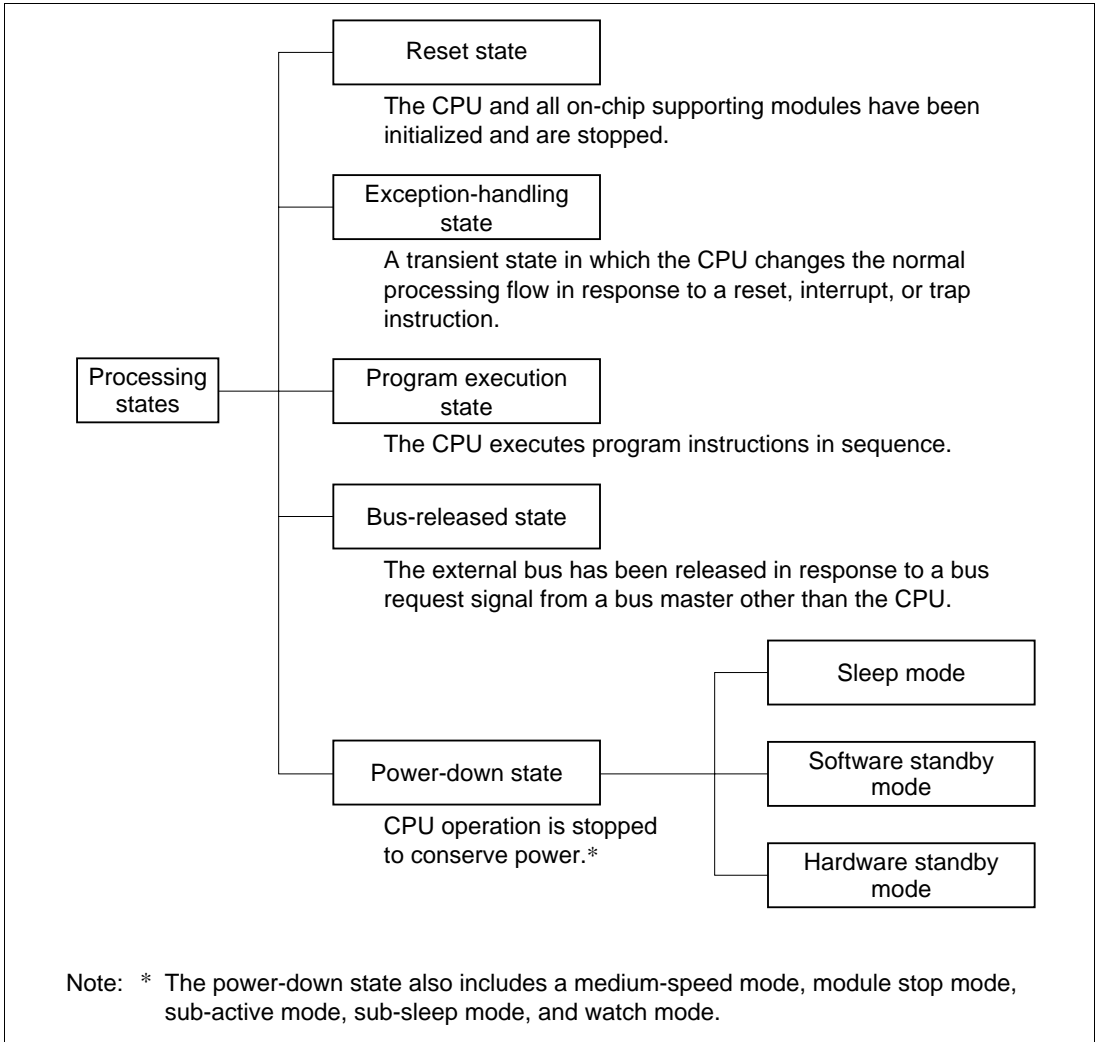 Reset state
The CPU and all on-chip supporting modules have been
initialized and are stopped.
Exception-handling
state
A transient state in which the CPU changes the normal
processing flow in response to a reset, interrupt, or trap
instruction.
Processing
states
Program execution
state
The CPU executes program instructions in sequence.
Bus-released state
The external bus has been released in response to a bus
request signal from a bus master other than the CPU.
Sleep mode
Power-down state
Software standby
mode
CPU operation is stopped
to conserve power.*
Hardware standby
mode
Note: * The power-down state also includes a medium-speed mode, module stop mode,
sub-active mode, sub-sleep mode, and watch mode.